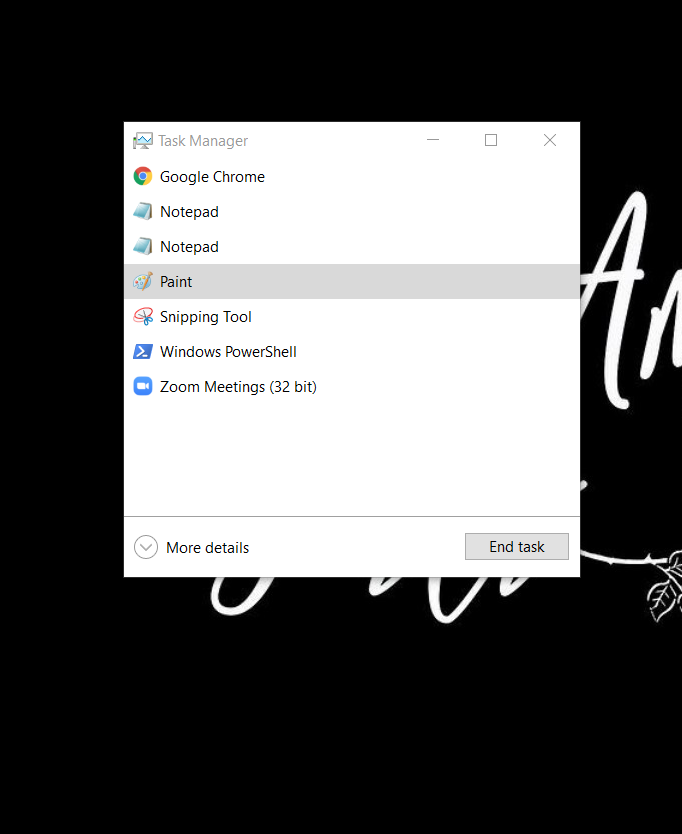 Task Manager
Google Chrome
Notepad
Notepad
Paint
Snipping Tool
Windows PowerShell
Zoom Meetings (32 bit)
More details
End task